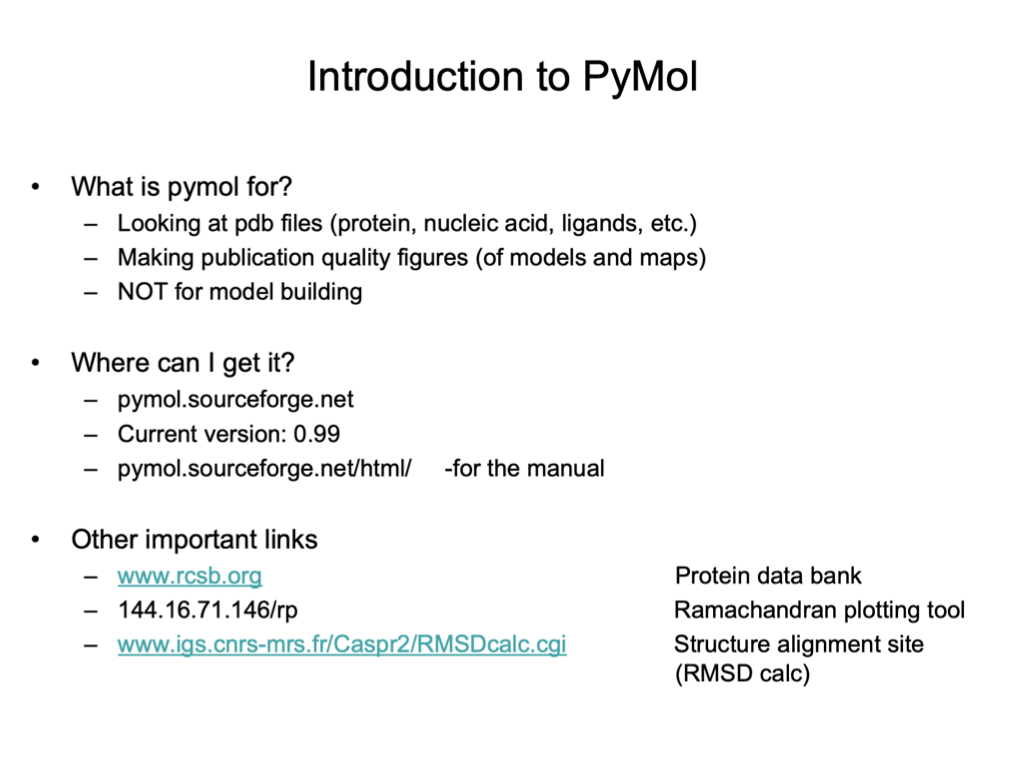 Introduction to PyMol
• What is pymol for?
– Looking at pdb files (protein, nucleic acid, ligands, etc.)
– Making publication quality figures (of models and maps)
– NOT for model building
• Where can I get it?
– pymol.sourceforge.net
– Current version: 0.99
– pymol.sourceforge.net/html/ -for the manual
• Other important links
– www.rcsb.org Protein data bank
– 144.16.71.146/rp Ramachandran plotting tool
– www.igs.cnrs-mrs.fr/Caspr2/RMSDcalc.cgi Structure alignment site
(RMSD calc)